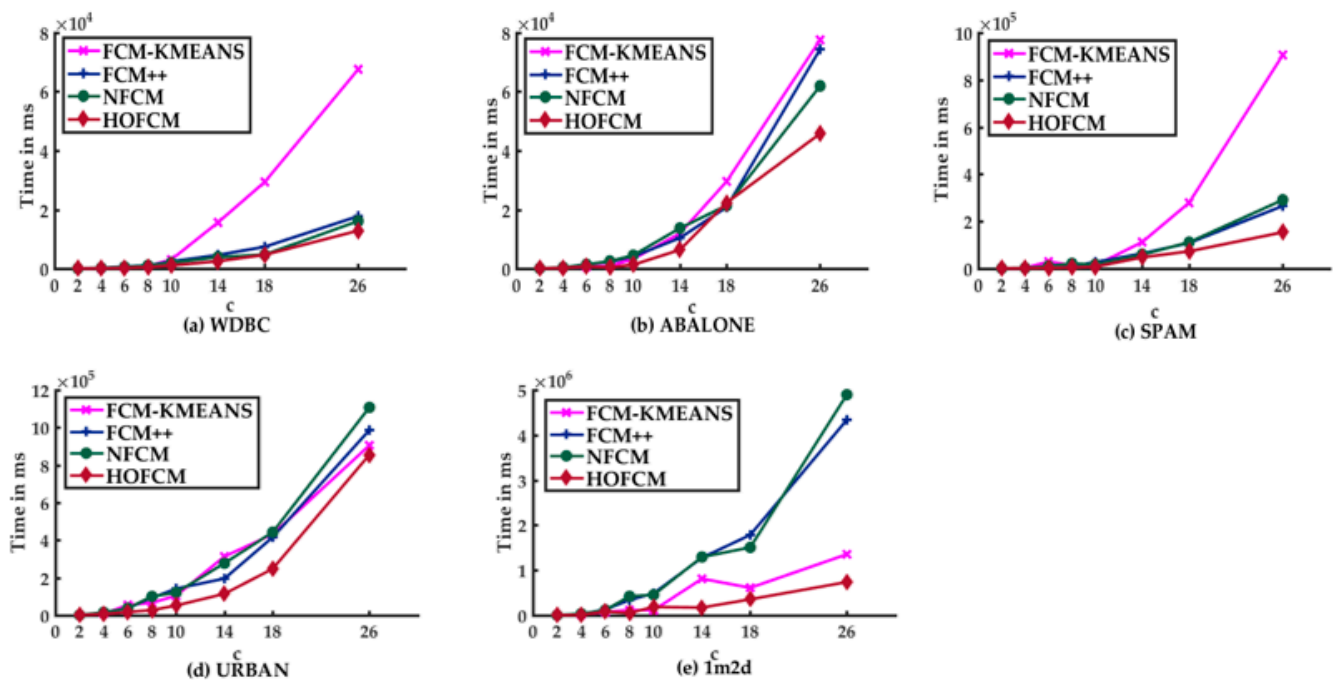 ×10⁴
8
6
4
2
0
Time in ms
FCM-KMEANS
FCM++
NFCM
HOFCM
0 2 4 6 8 10 14 18 26
c
(a) WDBC
×10⁴
8
6
4
2
0
Time in ms
FCM-KMEANS
FCM++
NFCM
HOFCM
0 2 4 6 8 10 14 18 26
c
(b) ABALONE
×10⁵
10
8
6
4
2
0
Time in ms
FCM-KMEANS
FCM++
NFCM
HOFCM
0 2 4 6 8 10 14 18 26
c
(c) SPAM
×10⁵
12
10
8
6
4
2
0
Time in ms
FCM-KMEANS
FCM++
NFCM
HOFCM
0 2 4 6 8 10 14 18 26
c
(d) URBAN
×10⁶
5
4
3
2
1
0
Time in ms
FCM-KMEANS
FCM++
NFCM
HOFCM
0 2 4 6 8 10 14 18 26
c
(e) 1m2d